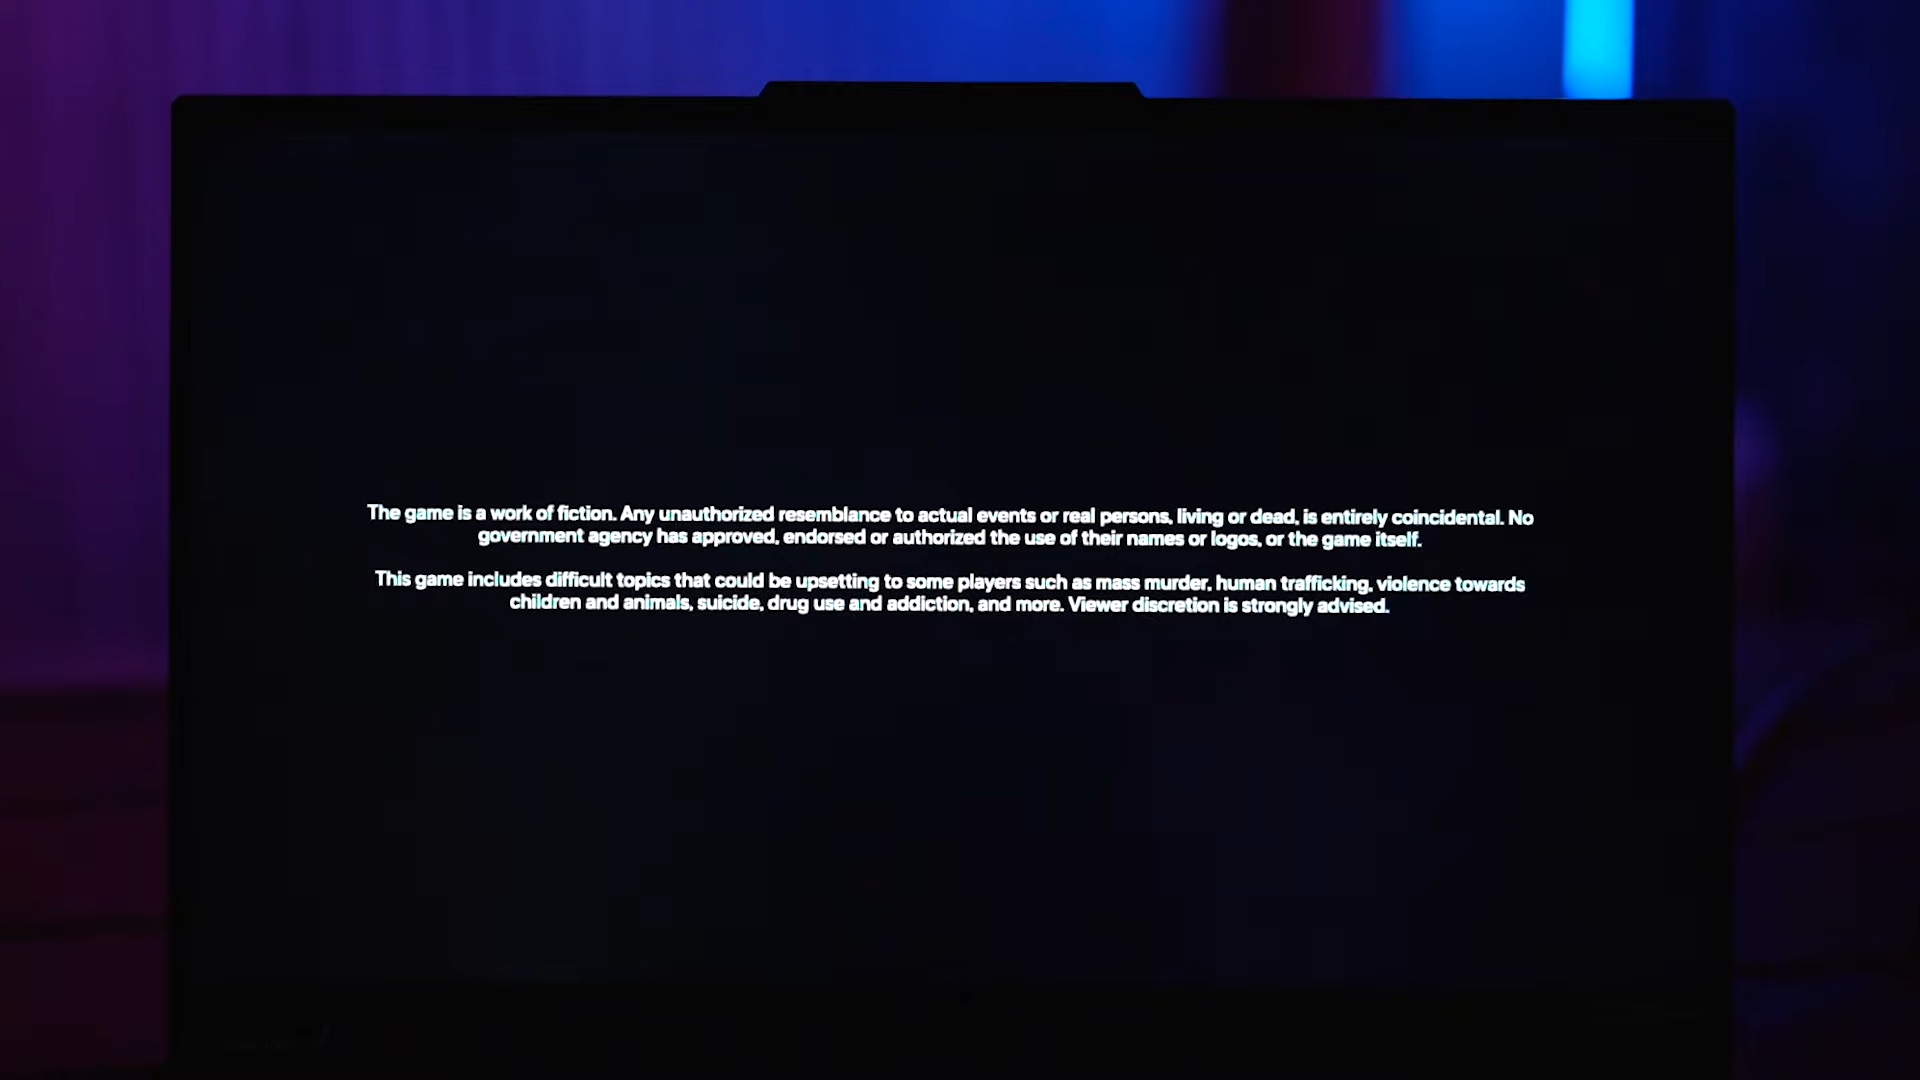 The game is a work of fiction. Any unauthorized resemblance to actual events or real persons, living or dead, is entirely coincidental. No
government agency has approved, endorsed or authorized the use of their names or logos, or the game itself.
This game includes difficult topics that could be upsetting to some players such as mass murder, human trafficking, violence towards
children and animals, suicide, drug use and addiction, and more. Viewer discretion is strongly advised.